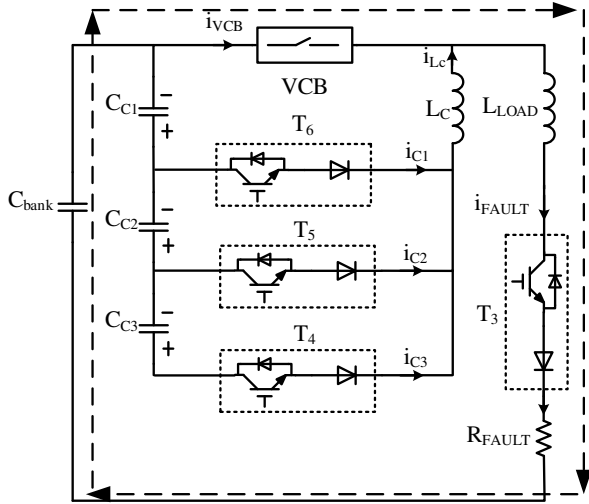 i_VCB
VCB
i_Lc
C_C1
L_C
L_LOAD
T_6
i_C1
C_bank
i_FAULT
C_C2
T_5
i_C2
T_3
C_C3
T_4
i_C3
R_FAULT